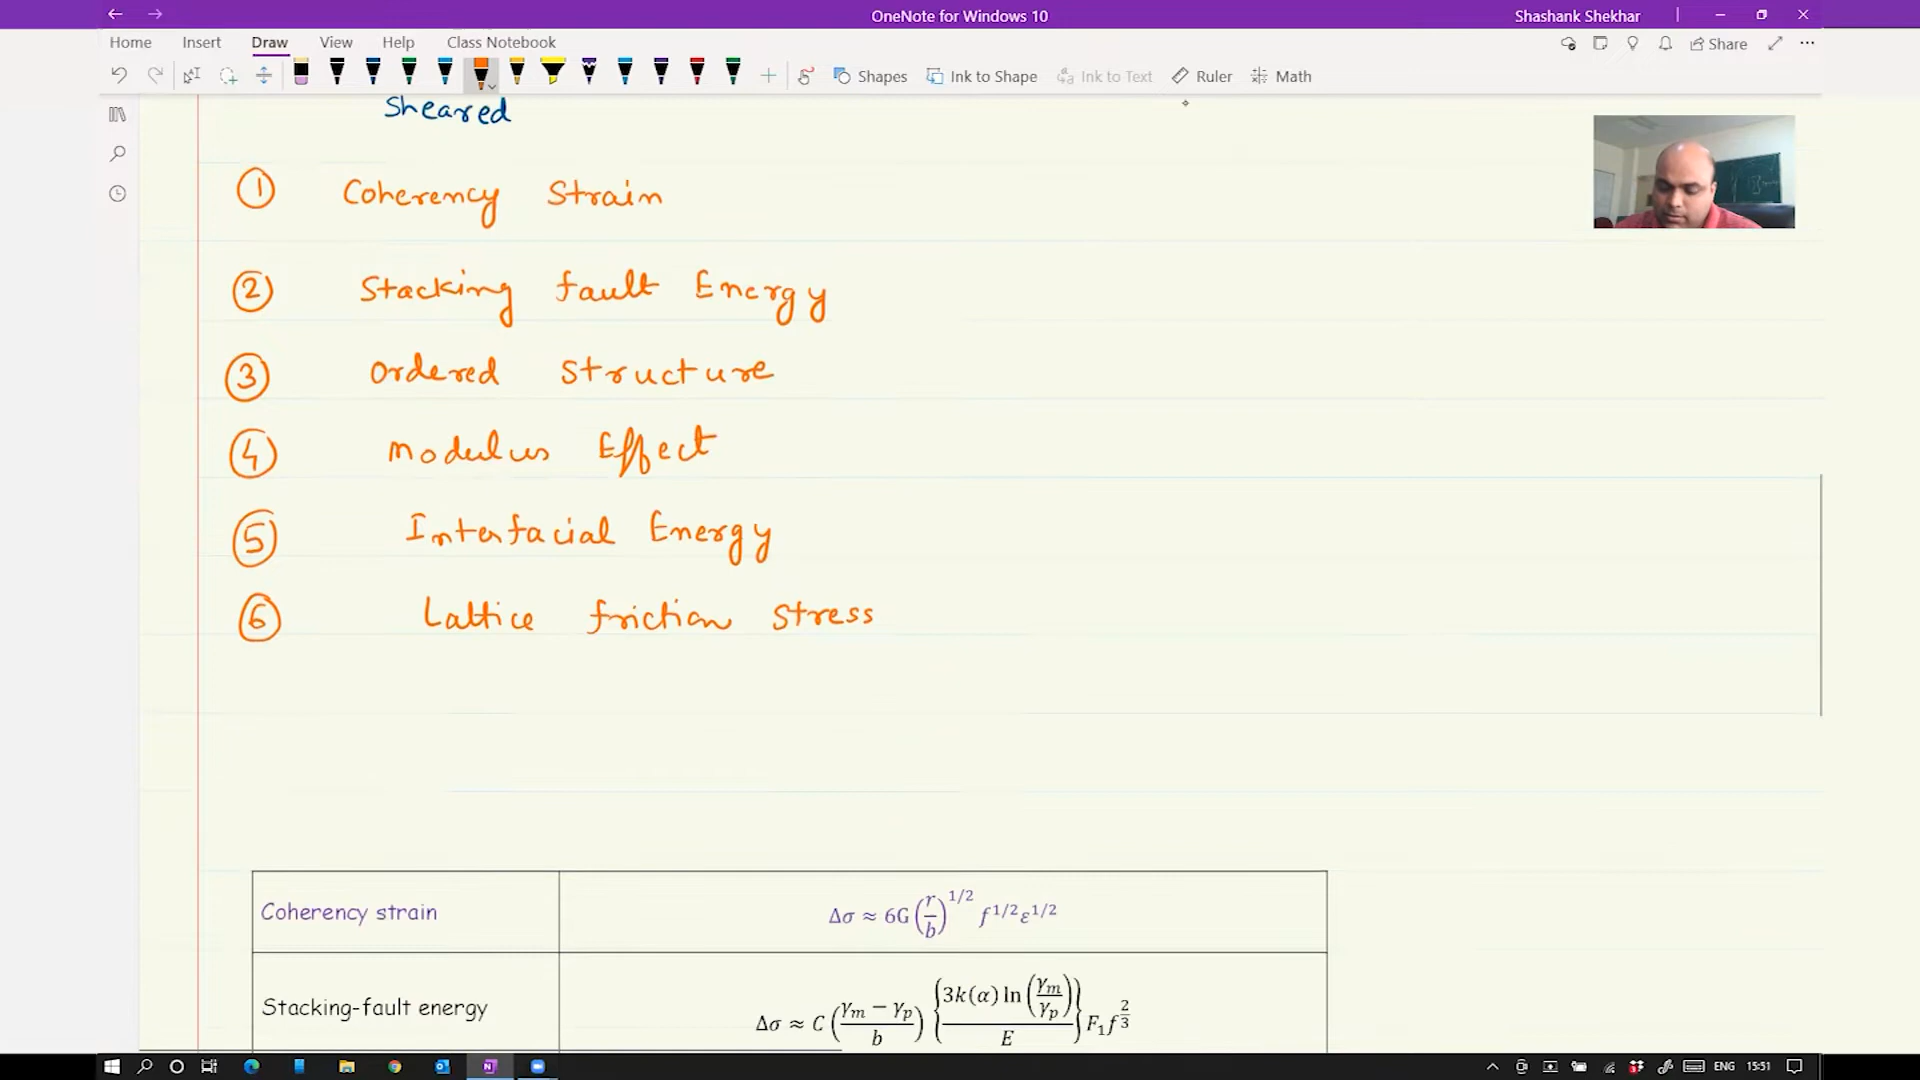 OneNote for Windows 10
Shashank Shekhar
Home Insert Draw View Help Class Notebook
Share
Shapes Ink to Shape Ink to Text Ruler Math
Sheared
① Coherency Strain
② Stacking fault Energy
③ Ordered Structure
④ Modulus Effect
⑤ Interfacial Energy
⑥ Lattice friction Stress
Coherency strain Δσ ≈ 6G (r/b)^1/2 f^1/2 ε^1/2
Stacking-fault energy Δσ ≈ C ((γm − γp)/b) {3k(α) ln(γm/γp)/E} F₁f^2/3
ENG 15:51